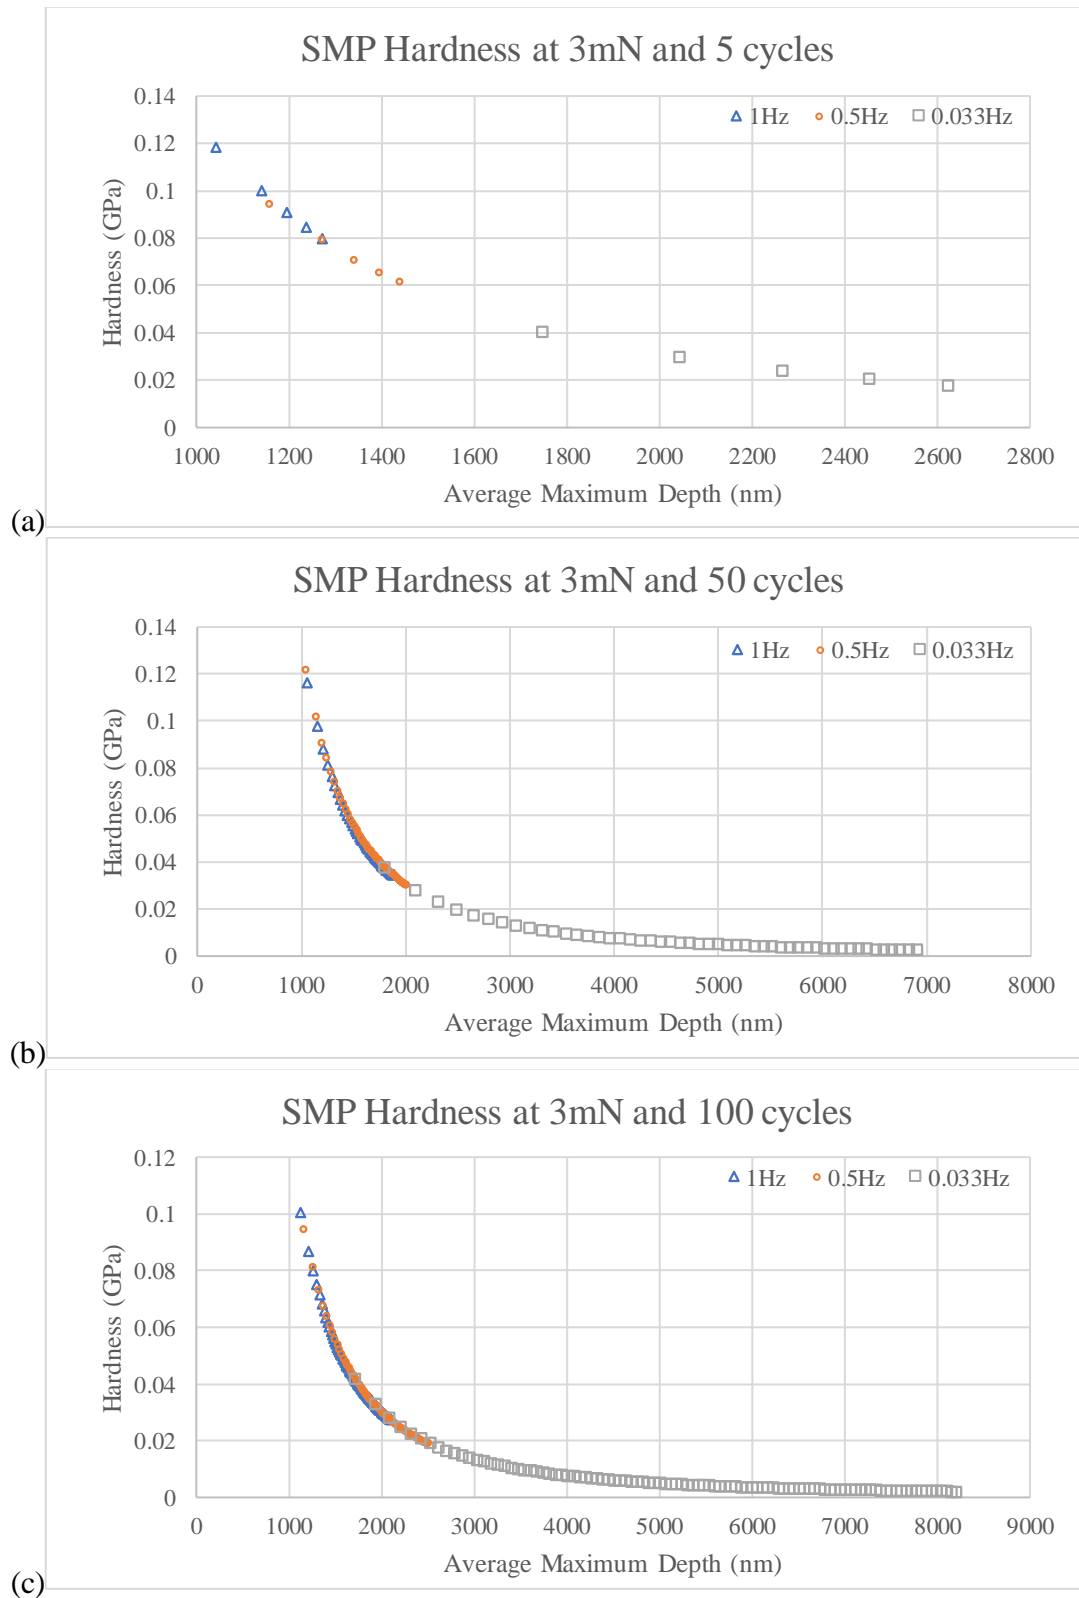 SMP Hardness at 3mN and 5 cycles
1Hz 0.5Hz 0.033Hz
0.14
0.12
0.1
0.08
0.06
0.04
0.02
0
Hardness (GPa)
1000 1200 1400 1600 1800 2000 2200 2400 2600 2800
Average Maximum Depth (nm)
(a)
SMP Hardness at 3mN and 50 cycles
1Hz 0.5Hz 0.033Hz
0.14
0.12
0.1
0.08
0.06
0.04
0.02
0
Hardness (GPa)
0 1000 2000 3000 4000 5000 6000 7000 8000
Average Maximum Depth (nm)
(b)
SMP Hardness at 3mN and 100 cycles
1Hz 0.5Hz 0.033Hz
0.12
0.1
0.08
0.06
0.04
0.02
0
Hardness (GPa)
0 1000 2000 3000 4000 5000 6000 7000 8000 9000
Average Maximum Depth (nm)
(c)